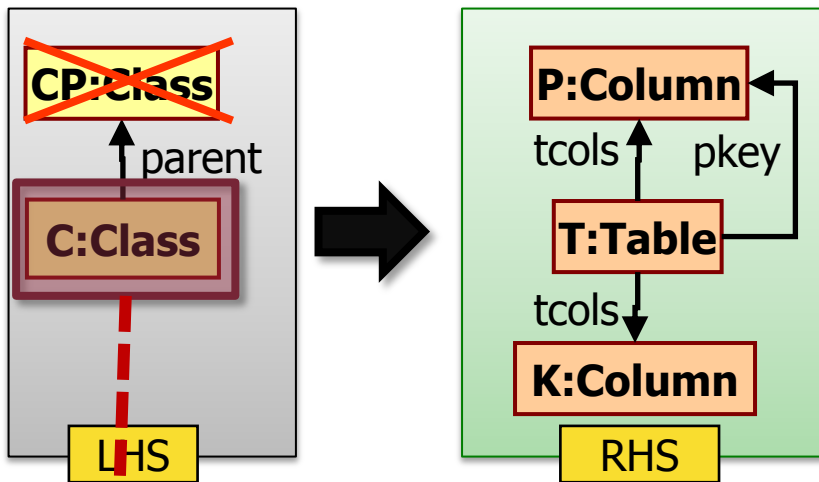 CP:Class
parent
C:Class
LHS
P:Column
tcols
pkey
T:Table
tcols
K:Column
RHS